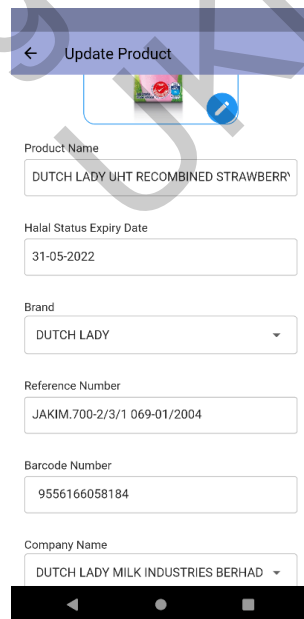 Update Product
Product Name
DUTCH LADY UHT RECOMBINED STRAWBERRY
Halal Status Expiry Date
31-05-2022
Brand
DUTCH LADY
Reference Number
JAKIM.700-2/3/1 069-01/2004
Barcode Number
9556166058184
Company Name
DUTCH LADY MILK INDUSTRIES BERHAD